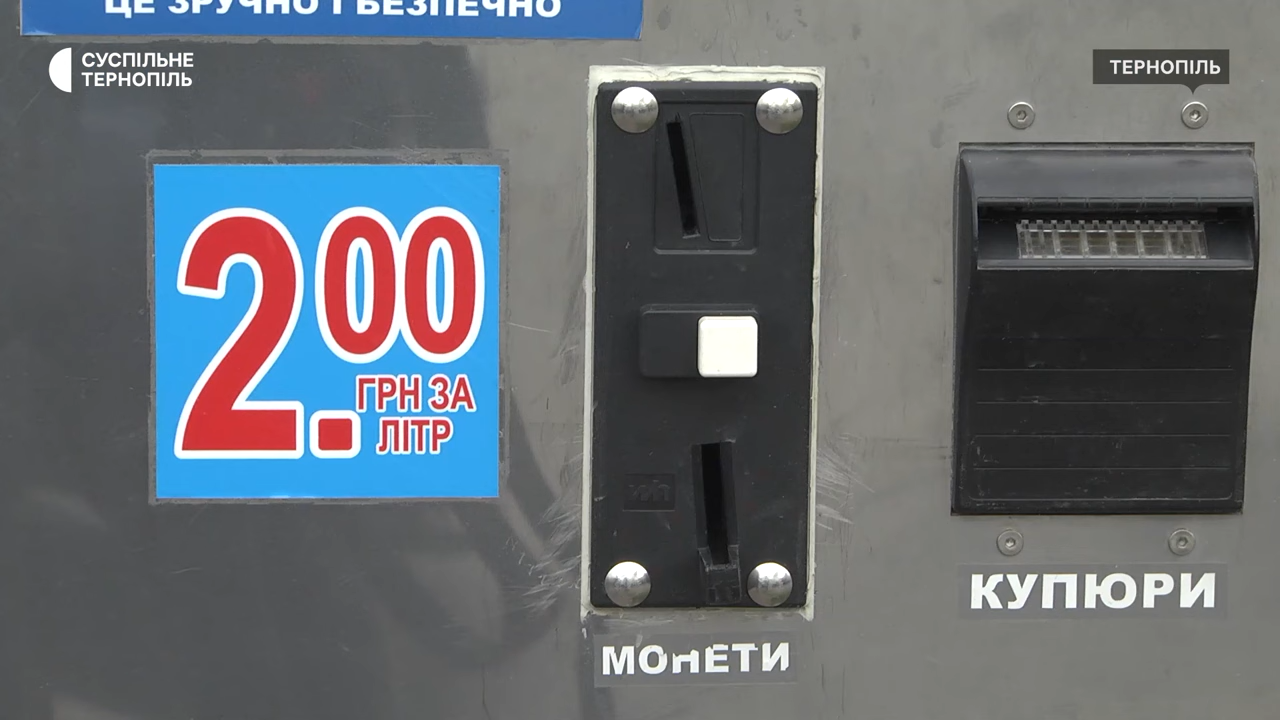 ЦЕ ЗРУЧНО І БЕЗПЕЧНО
СУСПІЛЬНЕ
ТЕРНОПІЛЬ
ТЕРНОПІЛЬ
2.00
ГРН ЗА
ЛІТР
КУПЮРИ
МОНЕТИ